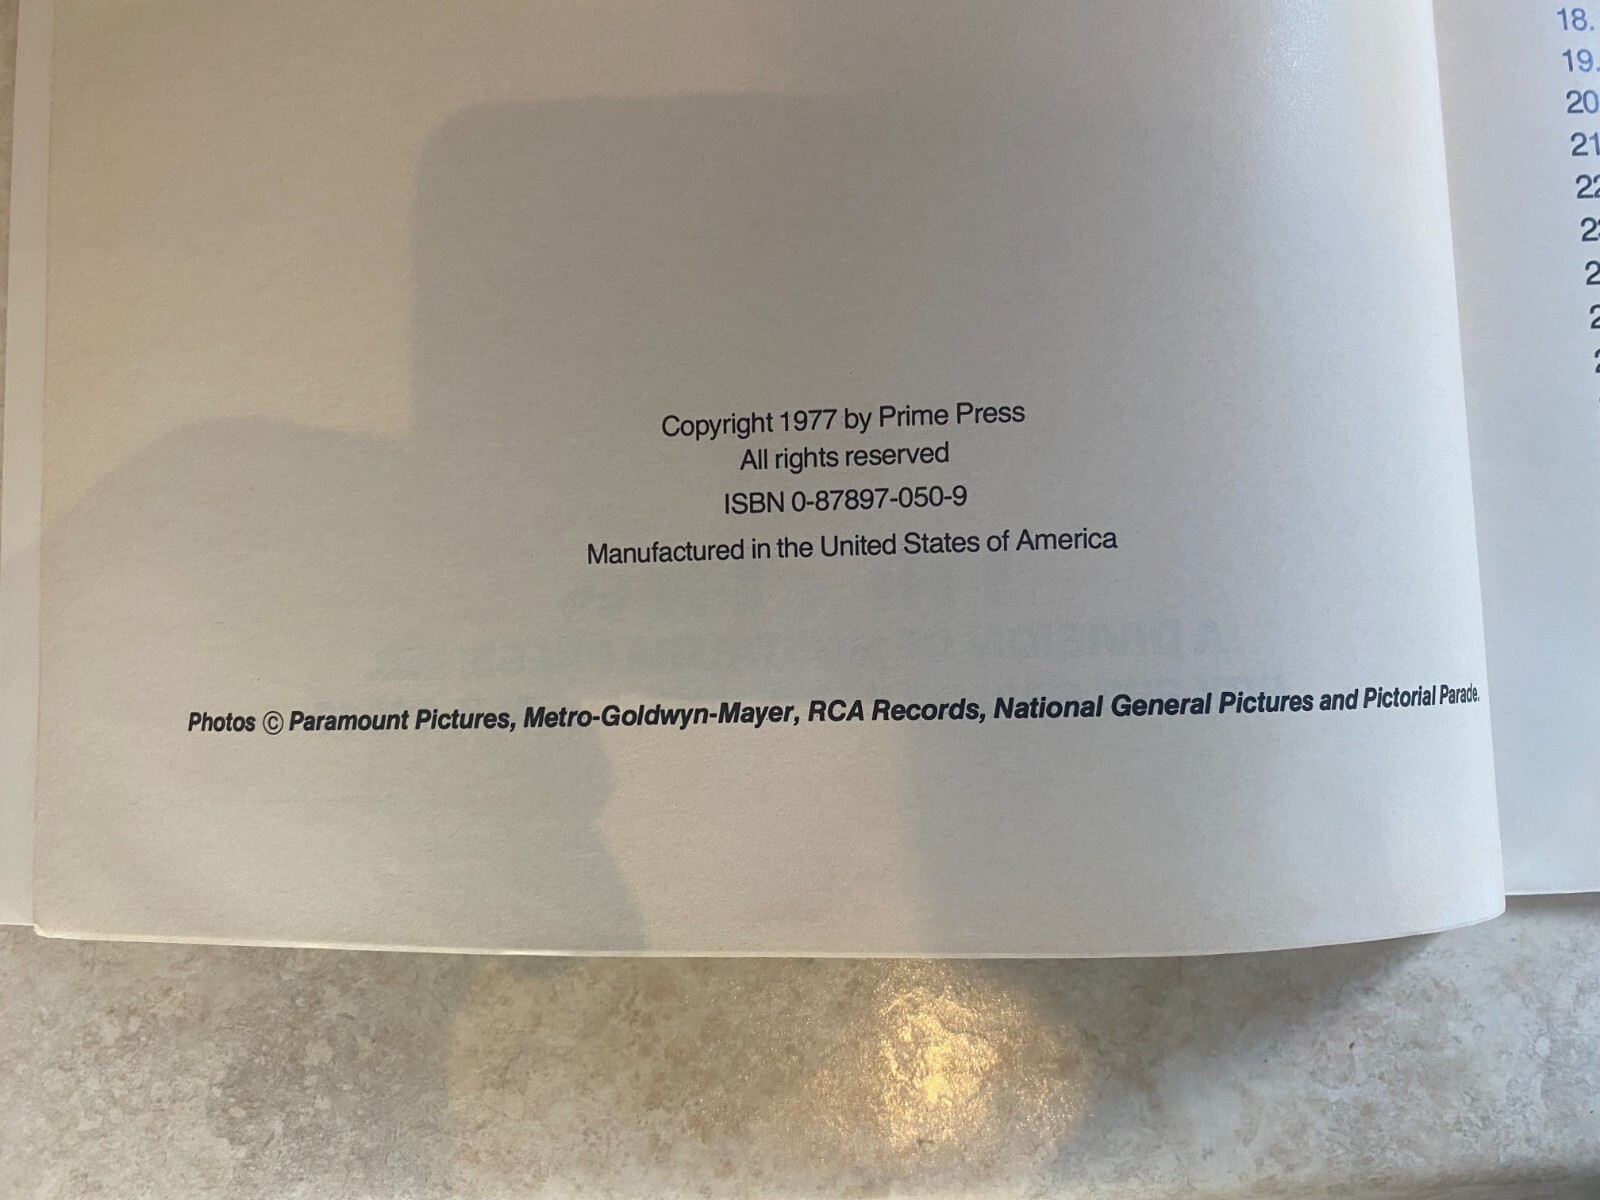 Copyright 1977 by Prime Press
All rights reserved
ISBN 0-87897-050-9
Manufactured in the United States of America
Photos © Paramount Pictures, Metro-Goldwyn-Mayer, RCA Records, National General Pictures and Pictorial Parade.
18.
19.
20
21